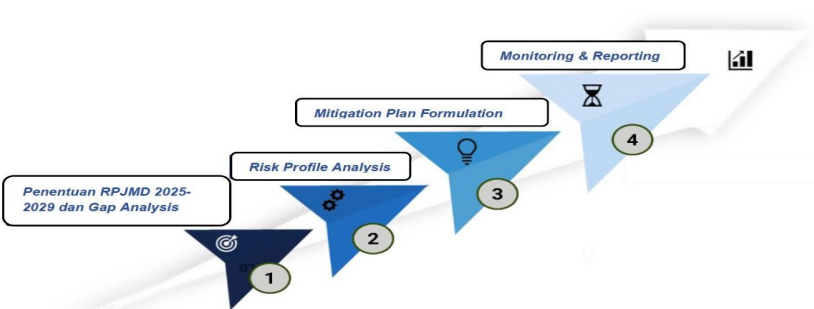 Monitoring & Reporting
4
Mitigation Plan Formulation
3
Risk Profile Analysis
2
Penentuan RPJMD 2025-
2029 dan Gap Analysis
1